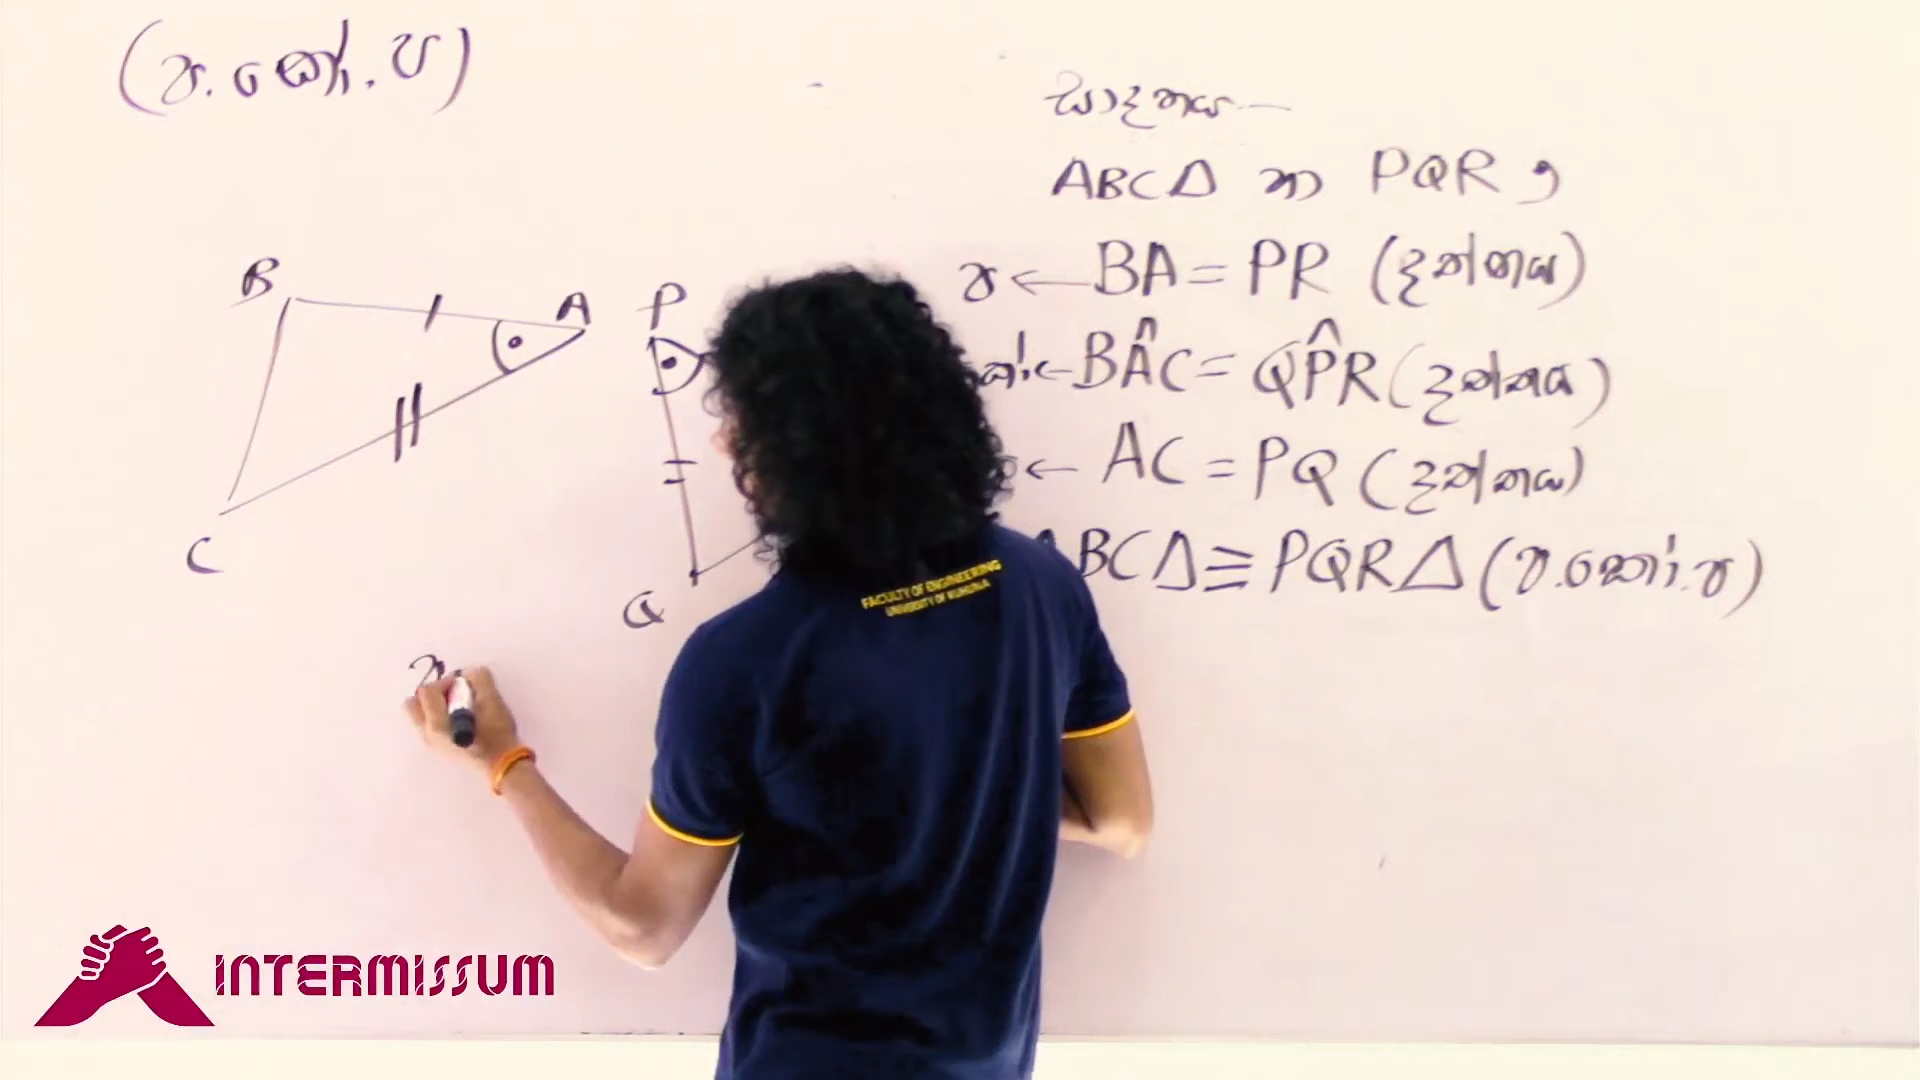 (ප.කෝ.ප)
සාදනය —
ABC∆ හා PQR ,
ප ← BA = PR (දත්තය)
← BÂC = QP̂R (දත්තය)
← AC = PQ (දත්තය)
BC∆ ≡ PQR∆ (ප.කෝ.ප)
B
A
P
C
Q
FACULTY OF ENGINEERING
UNIVERSITY OF RUHUNA
INTERMISSUM